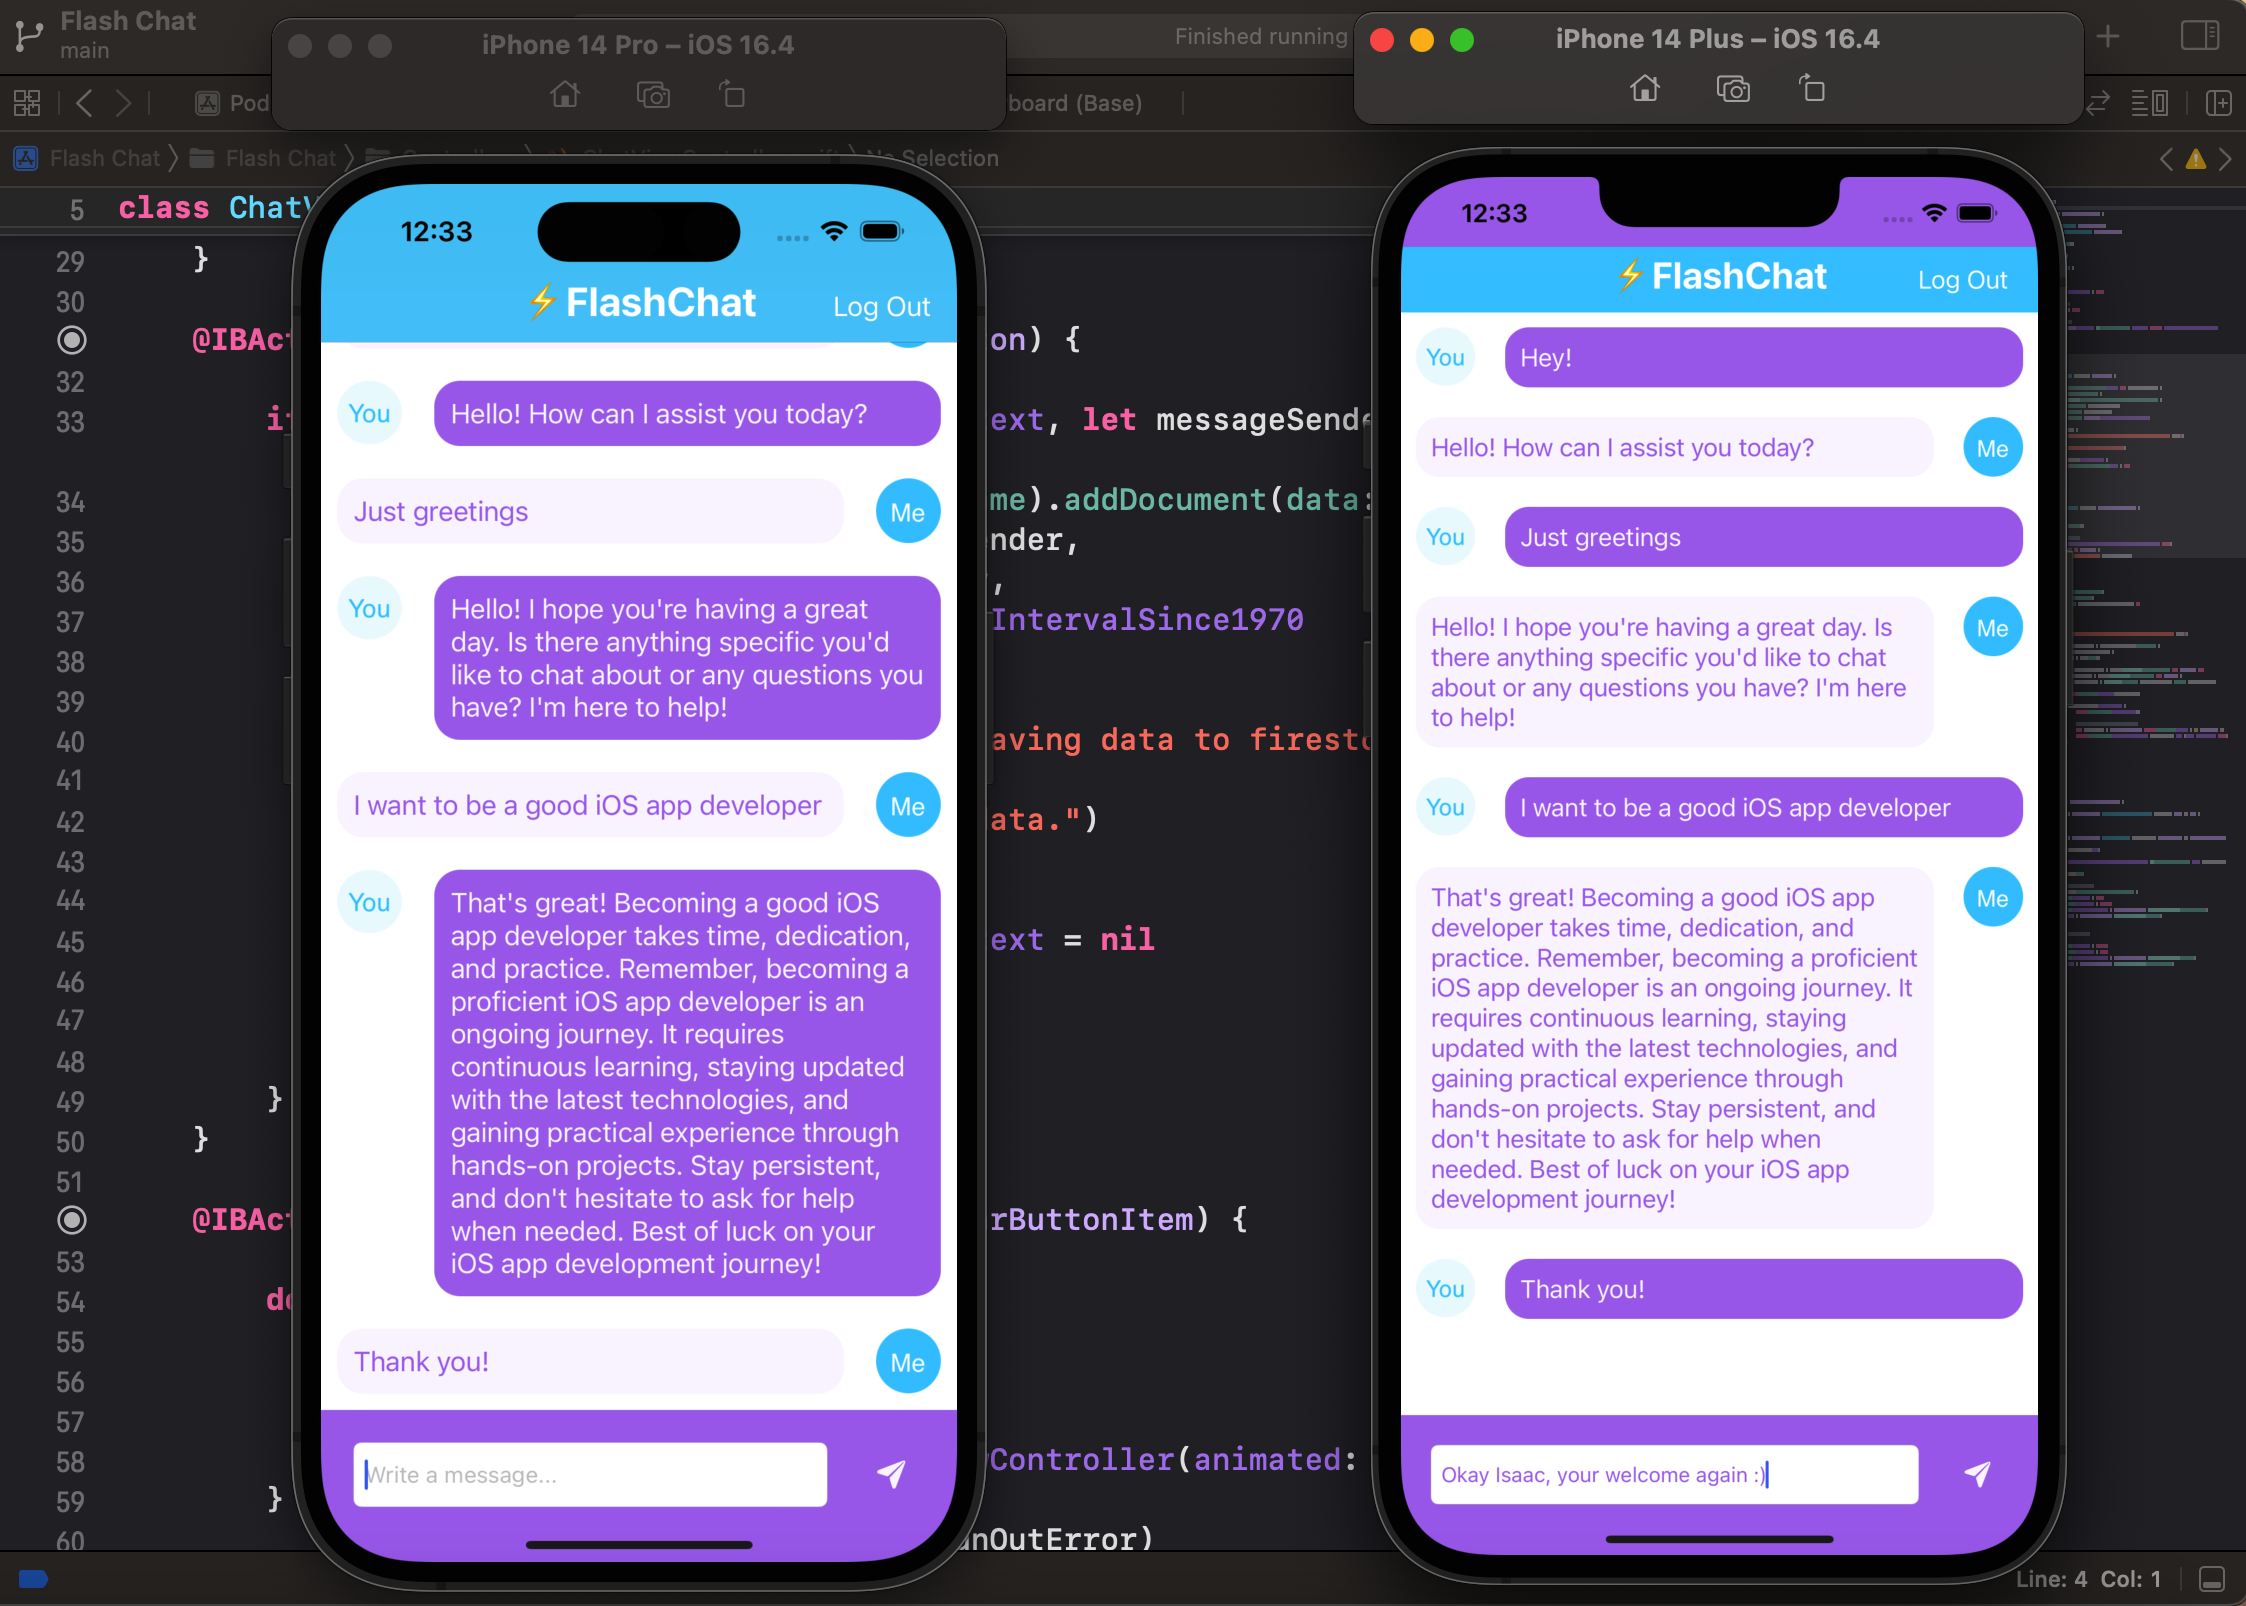 Flash Chat
main
Finished running
Pod
board (Base)
Flash Chat
Flash Chat
No Selection
5 class ChatV
29 }
30
@IBAct
on) {
32
33
ext, let messageSende
34
me).addDocument(data:
35
nder,
36
,
37
IntervalSince1970
38
39
40
aving data to firesto
41
42
ata.")
43
44
45
ext = nil
46
47
48
49 }
50 }
51
@IBAct
rButtonItem) {
53
54 do
55
56
57
58
Controller(animated:
59 }
60
nOutError)
Line: 4 Col: 1
iPhone 14 Pro – iOS 16.4
12:33
⚡FlashChat
Log Out
You
Hello! How can I assist you today?
Just greetings
Me
You
Hello! I hope you're having a great
day. Is there anything specific you'd
like to chat about or any questions you
have? I'm here to help!
I want to be a good iOS app developer
Me
You
That's great! Becoming a good iOS
app developer takes time, dedication,
and practice. Remember, becoming a
proficient iOS app developer is an
ongoing journey. It requires
continuous learning, staying updated
with the latest technologies, and
gaining practical experience through
hands-on projects. Stay persistent,
and don't hesitate to ask for help
when needed. Best of luck on your
iOS app development journey!
Thank you!
Me
Write a message...
iPhone 14 Plus – iOS 16.4
12:33
⚡FlashChat
Log Out
You
Hey!
Hello! How can I assist you today?
Me
You
Just greetings
Hello! I hope you're having a great day. Is
there anything specific you'd like to chat
about or any questions you have? I'm here
to help!
Me
You
I want to be a good iOS app developer
That's great! Becoming a good iOS app
developer takes time, dedication, and
practice. Remember, becoming a proficient
iOS app developer is an ongoing journey. It
requires continuous learning, staying
updated with the latest technologies, and
gaining practical experience through
hands-on projects. Stay persistent, and
don't hesitate to ask for help when
needed. Best of luck on your iOS app
development journey!
Me
You
Thank you!
Okay Isaac, your welcome again :)